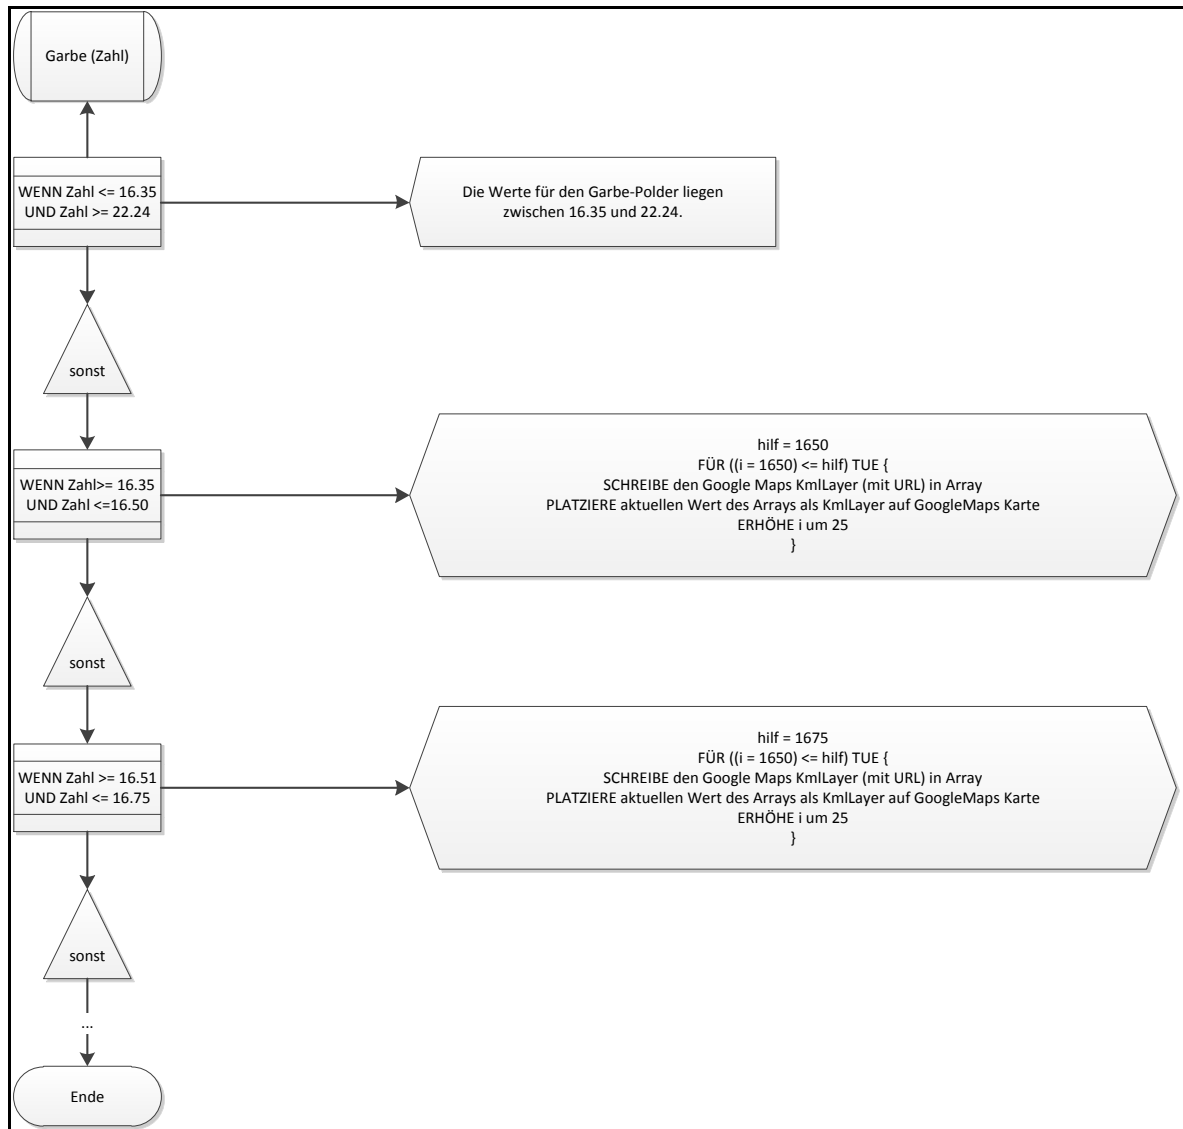 Garbe (Zahl)
WENN Zahl <= 16.35
UND Zahl >= 22.24
Die Werte für den Garbe-Polder liegen
zwischen 16.35 und 22.24.
sonst
WENN Zahl>= 16.35
UND Zahl <=16.50
hilf = 1650
FÜR ((i = 1650) <= hilf) TUE {
SCHREIBE den Google Maps KmlLayer (mit URL) in Array
PLATZIERE aktuellen Wert des Arrays als KmlLayer auf GoogleMaps Karte
ERHÖHE i um 25
}
sonst
WENN Zahl >= 16.51
UND Zahl <= 16.75
hilf = 1675
FÜR ((i = 1650) <= hilf) TUE {
SCHREIBE den Google Maps KmlLayer (mit URL) in Array
PLATZIERE aktuellen Wert des Arrays als KmlLayer auf GoogleMaps Karte
ERHÖHE i um 25
}
sonst
...
Ende